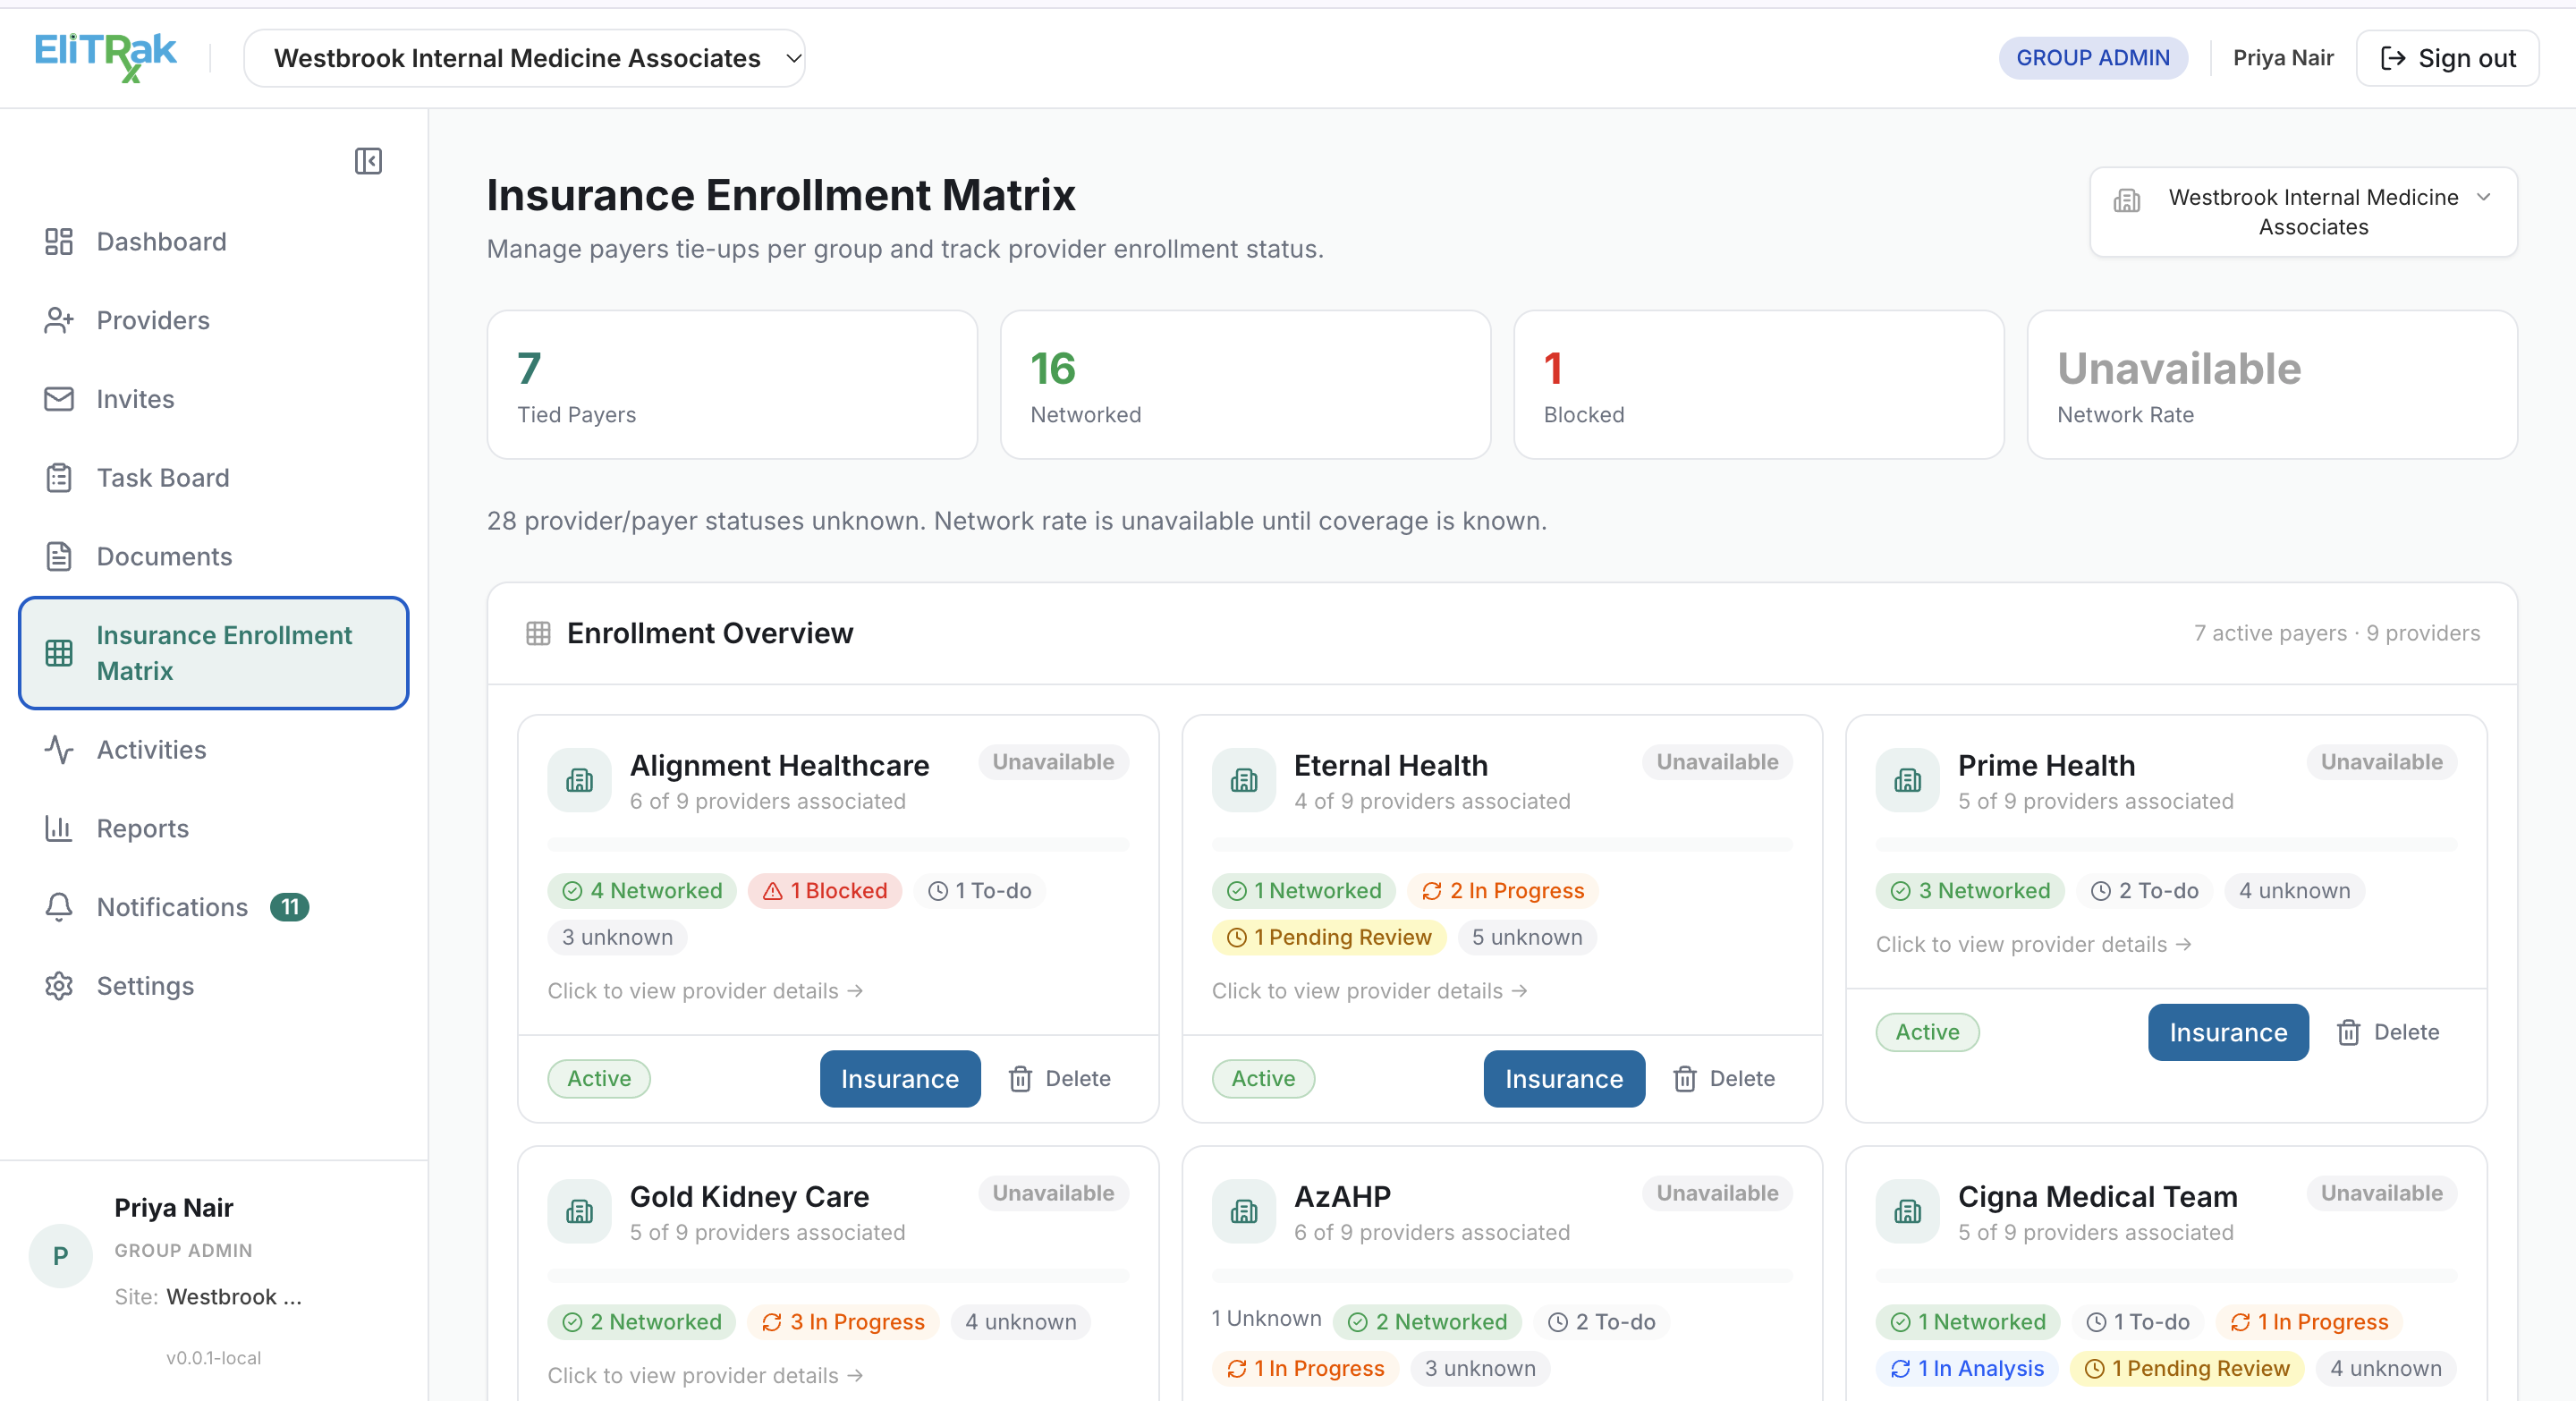 EliTRak
x
Westbrook Internal Medicine Associates
GROUP ADMIN
Priya Nair
Sign out
Dashboard
Providers
Invites
Task Board
Documents
Insurance Enrollment
Matrix
Activities
Reports
Notifications 11
Settings
P
Priya Nair
GROUP ADMIN
Site: Westbrook ...
v0.0.1-local
Insurance Enrollment Matrix
Manage payers tie-ups per group and track provider enrollment status.
Westbrook Internal Medicine
Associates
7
Tied Payers
16
Networked
1
Blocked
Unavailable
Network Rate
28 provider/payer statuses unknown. Network rate is unavailable until coverage is known.
Enrollment Overview
7 active payers · 9 providers
Alignment Healthcare
Unavailable
6 of 9 providers associated
4 Networked
1 Blocked
1 To-do
3 unknown
Click to view provider details →
Active
Insurance
Delete
Eternal Health
Unavailable
4 of 9 providers associated
1 Networked
2 In Progress
1 Pending Review
5 unknown
Click to view provider details →
Active
Insurance
Delete
Prime Health
Unavailable
5 of 9 providers associated
3 Networked
2 To-do
4 unknown
Click to view provider details →
Active
Insurance
Delete
Gold Kidney Care
Unavailable
5 of 9 providers associated
2 Networked
3 In Progress
4 unknown
Click to view provider details →
AzAHP
Unavailable
6 of 9 providers associated
1 Unknown
2 Networked
2 To-do
1 In Progress
3 unknown
Cigna Medical Team
Unavailable
5 of 9 providers associated
1 Networked
1 To-do
1 In Progress
1 In Analysis
1 Pending Review
4 unknown